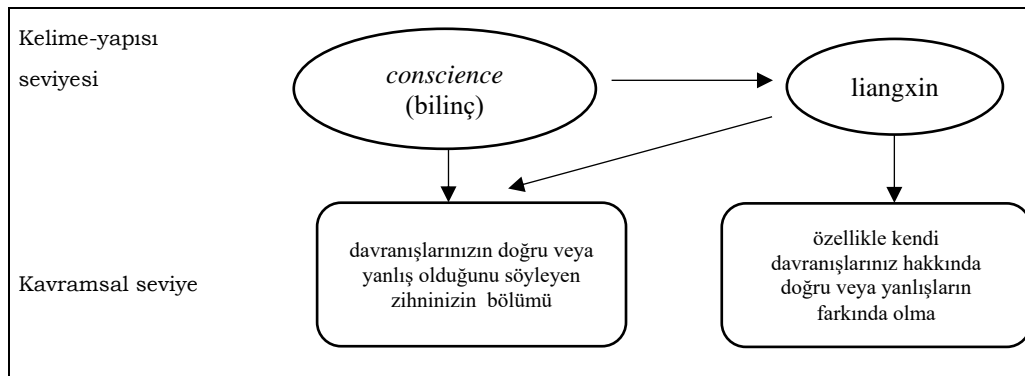 Kelime-yapısı
seviyesi
conscience
(bilinç)
liangxin
davranışlarınızın doğru veya
yanlış olduğunu söyleyen
zihninizin bölümü
özellikle kendi
davranışlarınız hakkında
doğru veya yanlışların
farkında olma
Kavramsal seviye